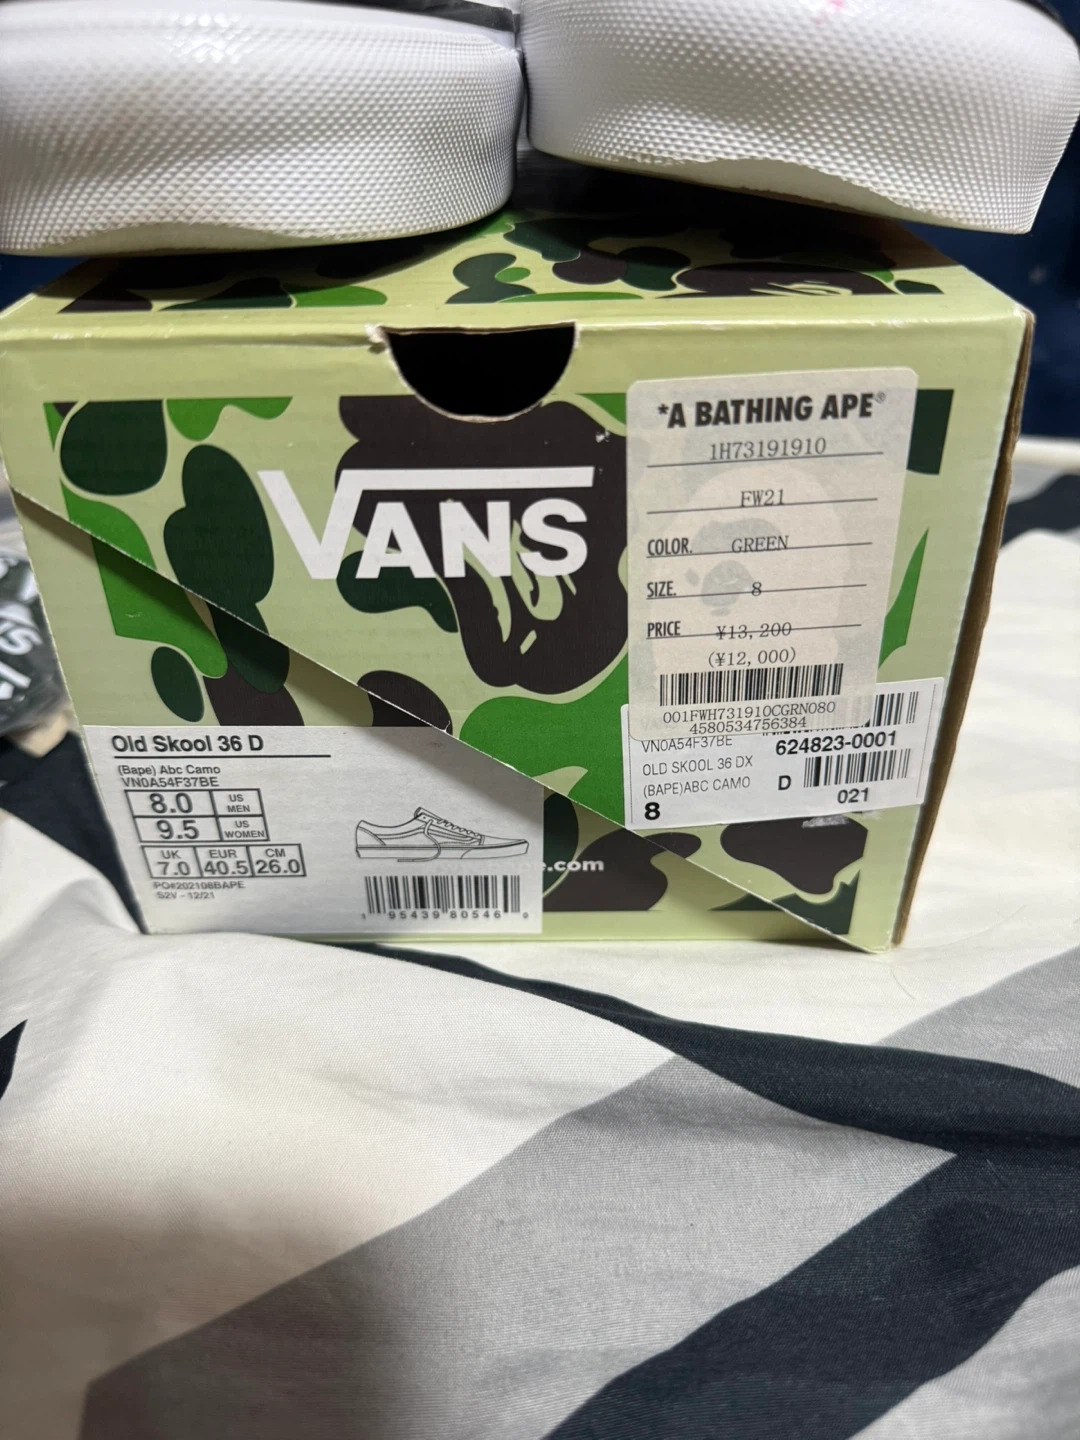 *A BATHING APE®
1H73191910
FW21
COLOR. GREEN
SIZE. 8
PRICE ¥13,200
(¥12,000)
001FWH731910CGRN080
4580534756384
VANS
VN0A54F37BE
624823-0001
OLD SKOOL 36 DX
(BAPE)ABC CAMO
D
021
8
Old Skool 36 D
(Bape) Abc Camo
VN0A54F37BE
8.0 US MEN
9.5 US WOMEN
UK 7.0 EUR 40.5 CM 26.0
PO#202108BAPE
S2V - 12/21
1 95439 80546 0
.com